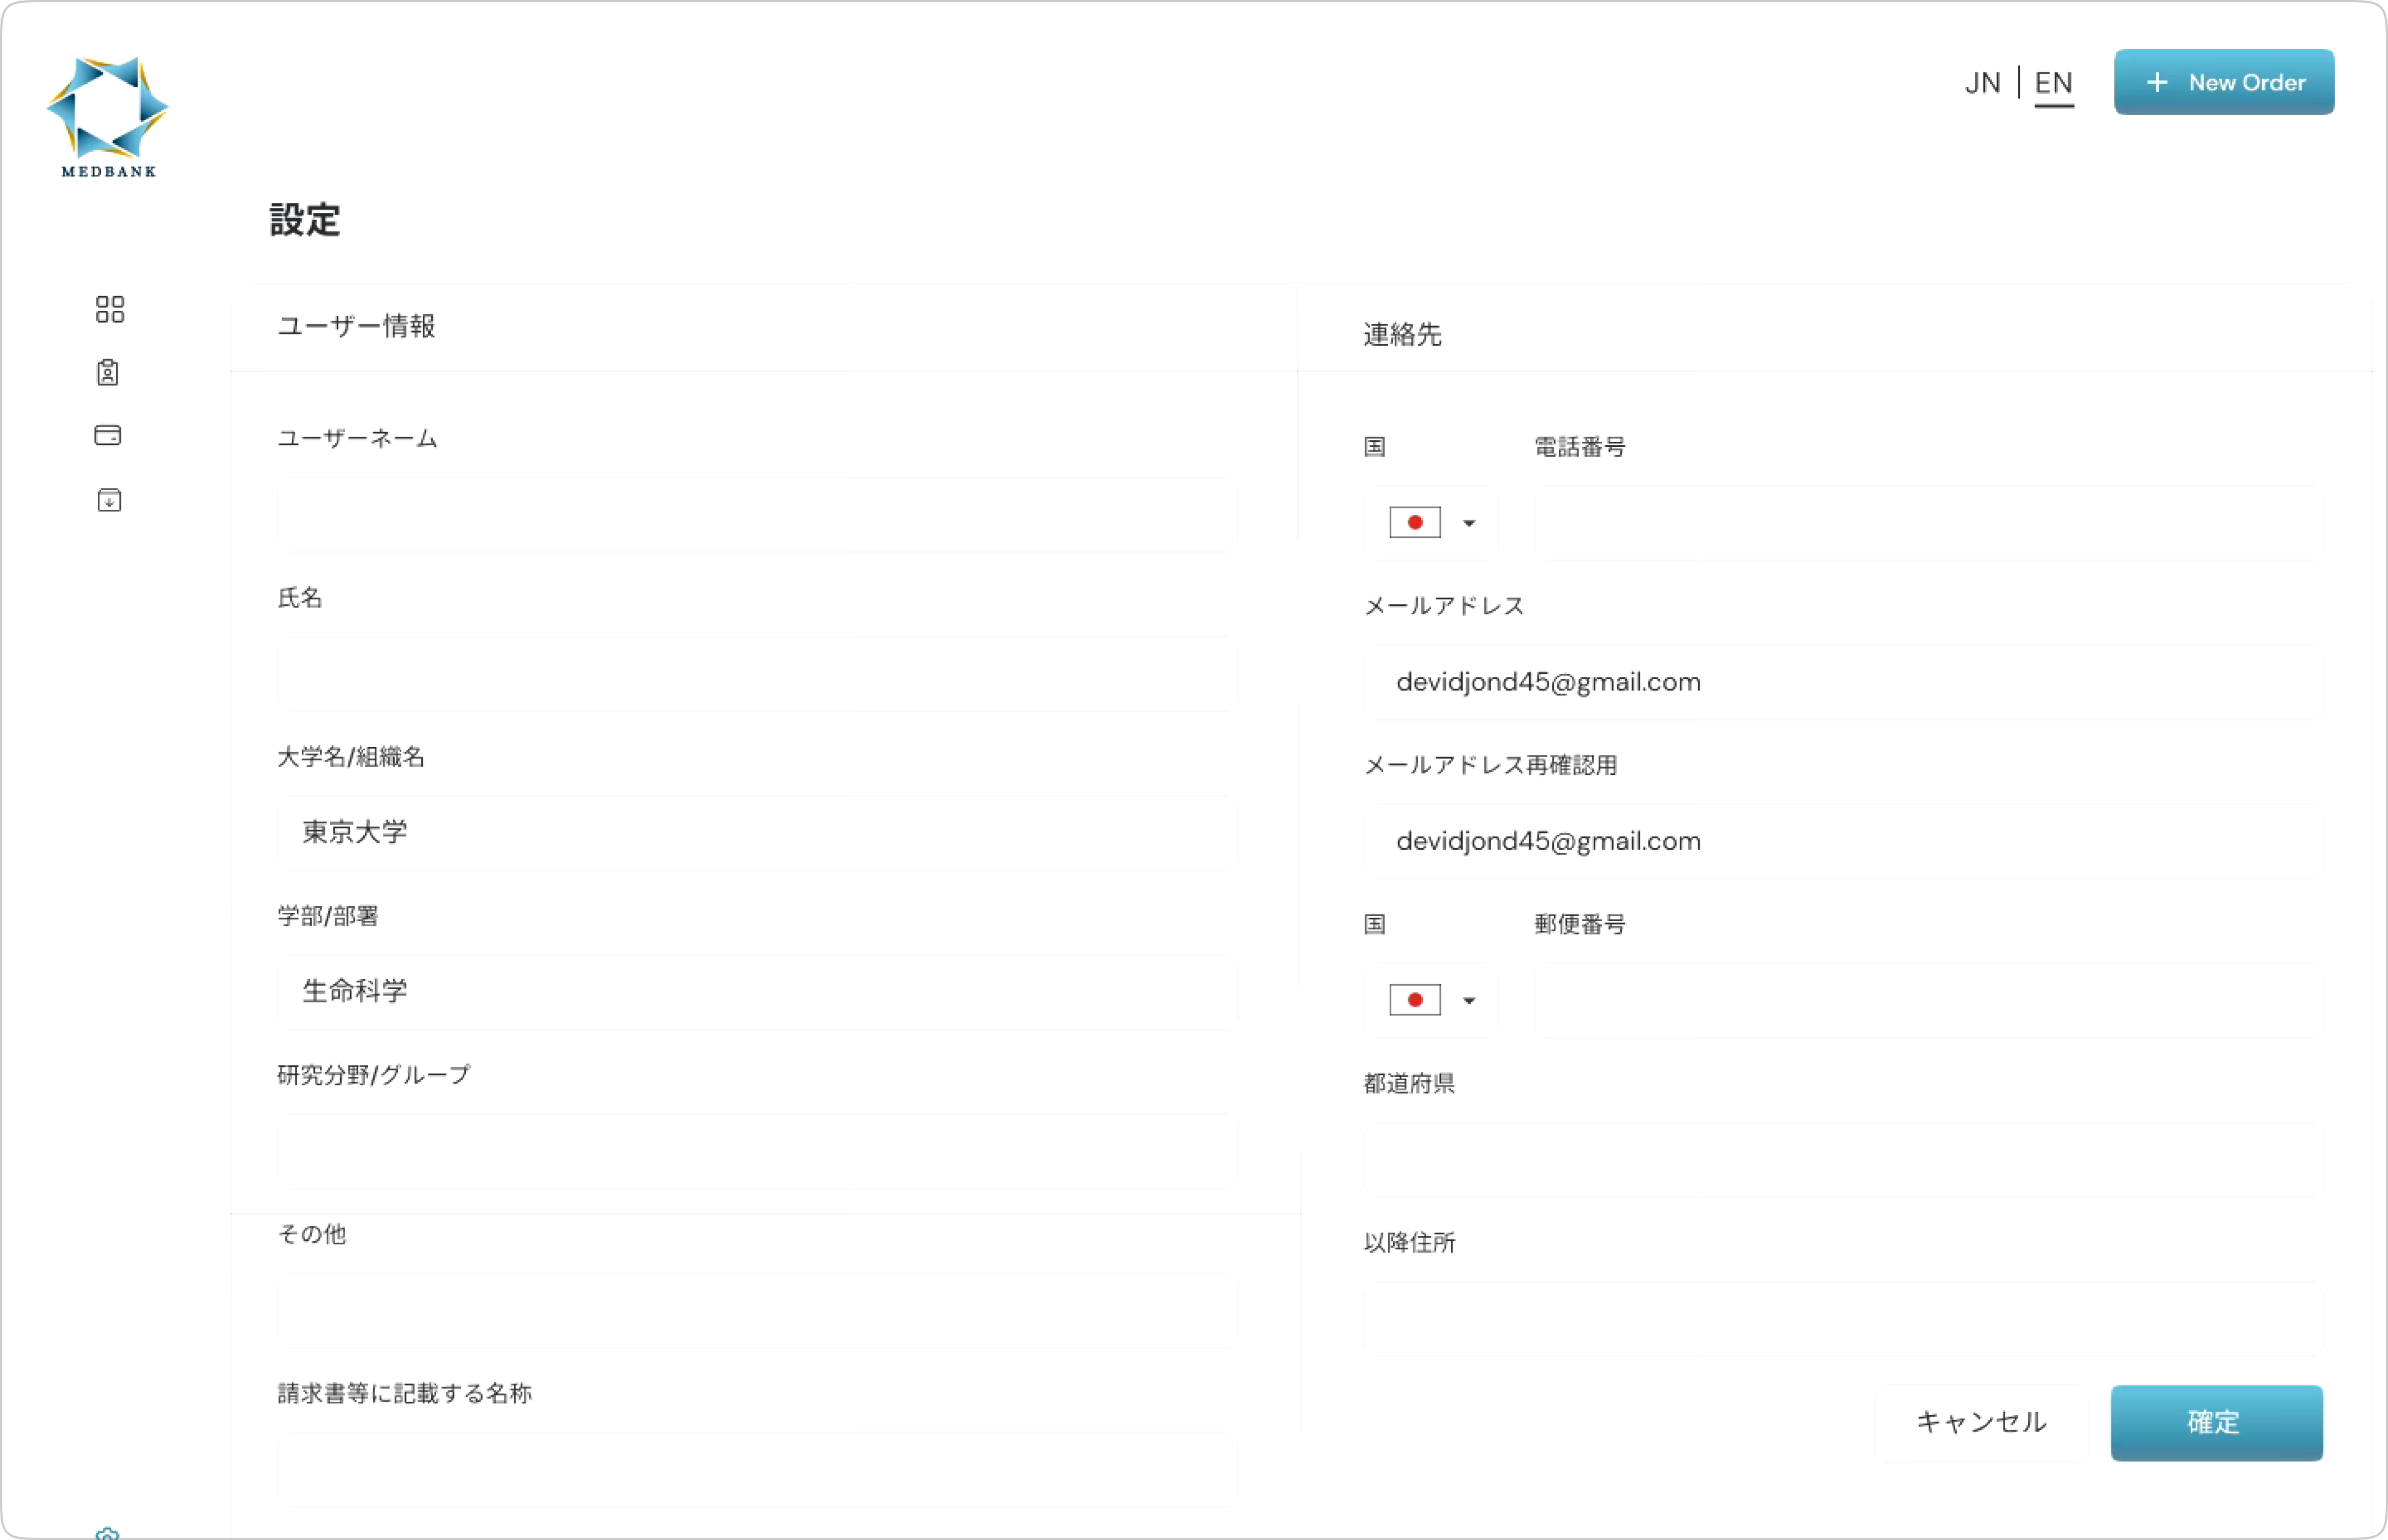 MEDBANK
JN | EN
+ New Order
設定
ユーザー情報
ユーザーネーム
氏名
大学名/組織名
東京大学
学部/部署
生命科学
研究分野/グループ
その他
請求書等に記載する名称
連絡先
国
電話番号
メールアドレス
devidjond45@gmail.com
メールアドレス再確認用
devidjond45@gmail.com
国
郵便番号
都道府県
以降住所
キャンセル
確定